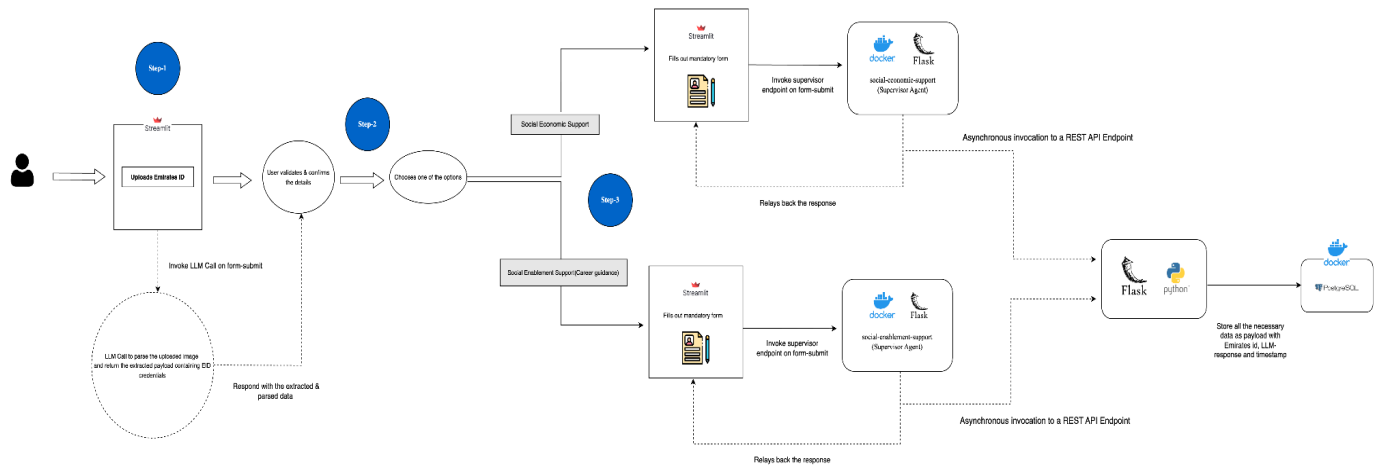 Step-1
Streamlit
Uploads Emirates ID
Invoke LLM Call on form-submit
LLM Call to parse the uploaded image
and return the extracted payload containing EID
credentials
Respond with the extracted &
parsed data
Step-2
User validates & confirms
the details
Chooses one of the options
Step-3
Social Economic Support
Streamlit
Fills out mandatory form
Invoke supervisor
endpoint on form-submit
docker
Flask
social-economic-support
(Supervisor Agent)
Relays back the response
Asynchronous invocation to a REST API Endpoint
Social Enablement Support(Career guidance)
Streamlit
Fills out mandatory form
Invoke supervisor
endpoint on form-submit
docker
Flask
social-enablement-support
(Supervisor Agent)
Relays back the response
Asynchronous invocation to a REST API Endpoint
Flask
python
Store all the necessary
data as payload with
Emirates id, LLM-
response and timestamp
docker
PostgreSQL